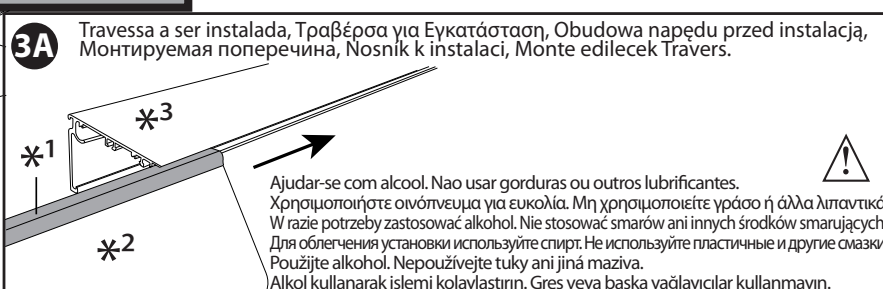 3A
Travessa a ser instalada, Τραβέρσα για Εγκατάσταση, Obudowa napędu przed instalacją,
Монтируемая поперечина, Nosník k instalaci, Monte edilecek Travers.
*3
*1
*2
Ajudar-se com alcool. Nao usar gorduras ou outros lubrificantes.
Χρησιμοποιήστε οινόπνευμα για ευκολία. Μη χρησιμοποιείτε γράσο ή άλλα λιπαντικά
W razie potrzeby zastosować alkohol. Nie stosować smarów ani innych środków smarujących
Для облегчения установки используйте спирт. Не используйте пластичные и другие смазки
Použijte alkohol. Nepoužívejte tuky ani jiná maziva.
Alkol kullanarak işlemi kolaylaştırın. Gres veya başka yağlayıcılar kullanmayın.